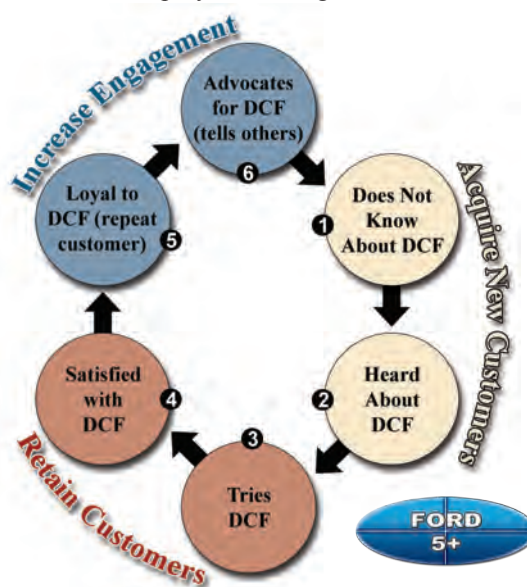 Increase Engagement
Advocates
for DCF
(tells others)
6
Does Not
Know
About DCF
1
Acquire New Customers
Heard
About
DCF
2
3
Tries
DCF
Satisfied
with
DCF
4
Retain Customers
Loyal to
DCF (repeat
customer)
5
FORD
5+